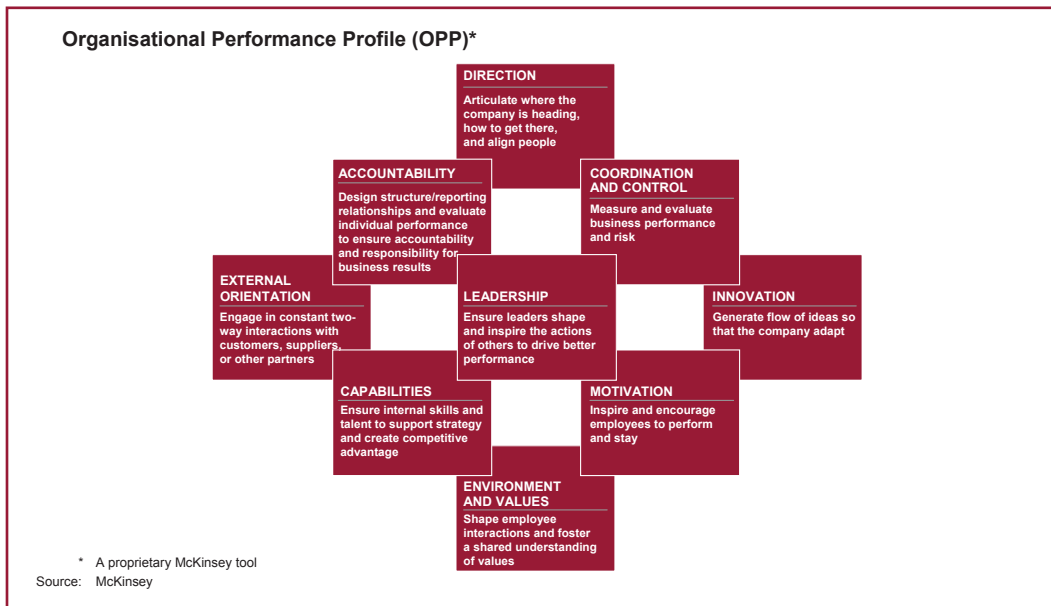 Organisational Performance Profile (OPP)*
DIRECTION
Articulate where the
company is heading,
how to get there,
and align people
ACCOUNTABILITY
Design structure/reporting
relationships and evaluate
individual performance
to ensure accountability
and responsibility for
business results
COORDINATION
AND CONTROL
Measure and evaluate
business performance
and risk
EXTERNAL
ORIENTATION
Engage in constant two-
way interactions with
customers, suppliers,
or other partners
LEADERSHIP
Ensure leaders shape
and inspire the actions
of others to drive better
performance
INNOVATION
Generate flow of ideas so
that the company adapt
CAPABILITIES
Ensure internal skills and
talent to support strategy
and create competitive
advantage
MOTIVATION
Inspire and encourage
employees to perform
and stay
ENVIRONMENT
AND VALUES
Shape employee
interactions and foster
a shared understanding
of values
* A proprietary McKinsey tool
Source: McKinsey